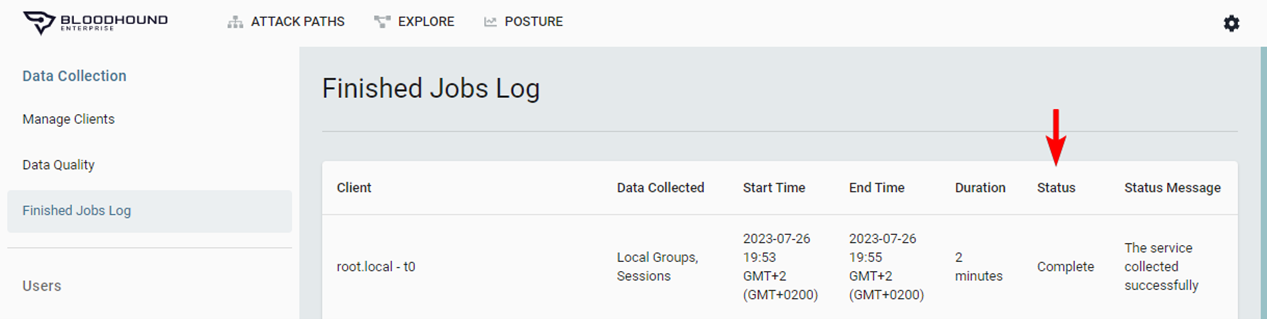 BLOODHOUND
ENTERPRISE
ATTACK PATHS
EXPLORE
POSTURE
Data Collection
Manage Clients
Data Quality
Finished Jobs Log
Users
Finished Jobs Log
Client
Data Collected
Start Time
End Time
Duration
Status
Status Message
root.local - t0
Local Groups,
Sessions
2023-07-26
19:53
GMT+2
(GMT+0200)
2023-07-26
19:55
GMT+2
(GMT+0200)
2
minutes
Complete
The service
collected
successfully